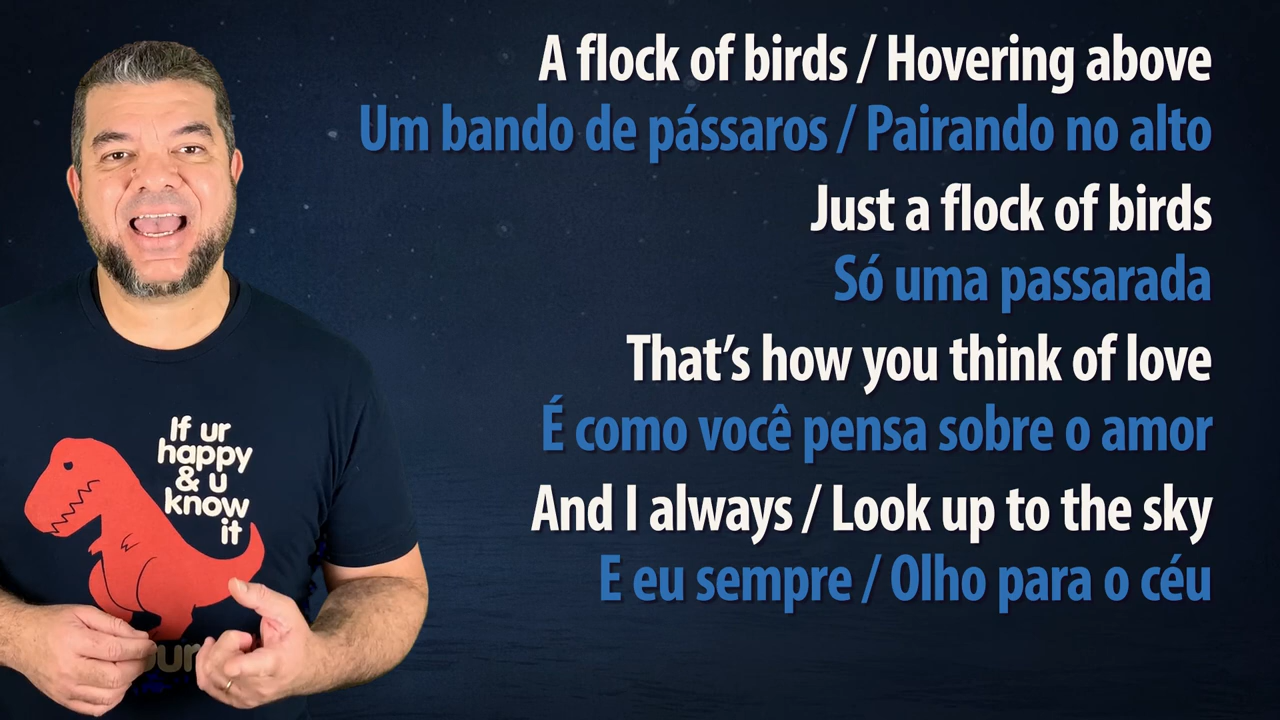 A flock of birds / Hovering above
Um bando de pássaros / Pairando no alto
Just a flock of birds
Só uma passarada
That’s how you think of love
É como você pensa sobre o amor
And I always / Look up to the sky
E eu sempre / Olho para o céu
If ur
happy
& u
know
it